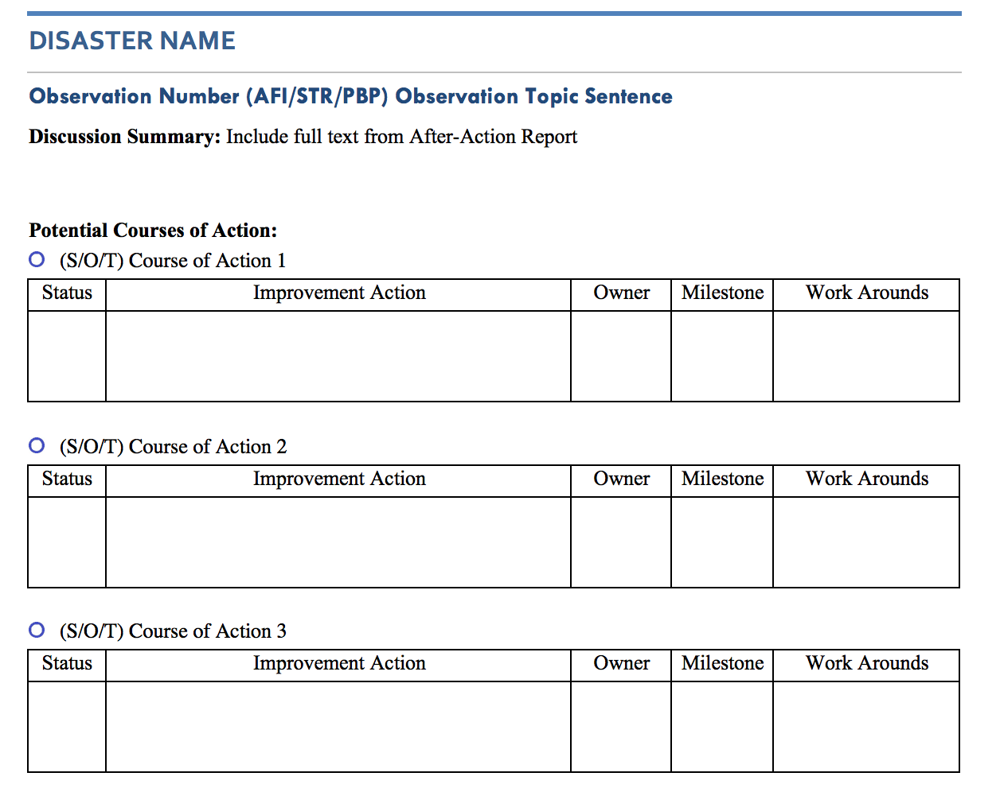 DISASTER NAME
Observation Number (AFI/STR/PBP) Observation Topic Sentence
Discussion Summary: Include full text from After-Action Report
Potential Courses of Action:
(S/O/T) Course of Action 1
Status Improvement Action Owner Milestone Work Arounds
(S/O/T) Course of Action 2
Status Improvement Action Owner Milestone Work Arounds
(S/O/T) Course of Action 3
Status Improvement Action Owner Milestone Work Arounds